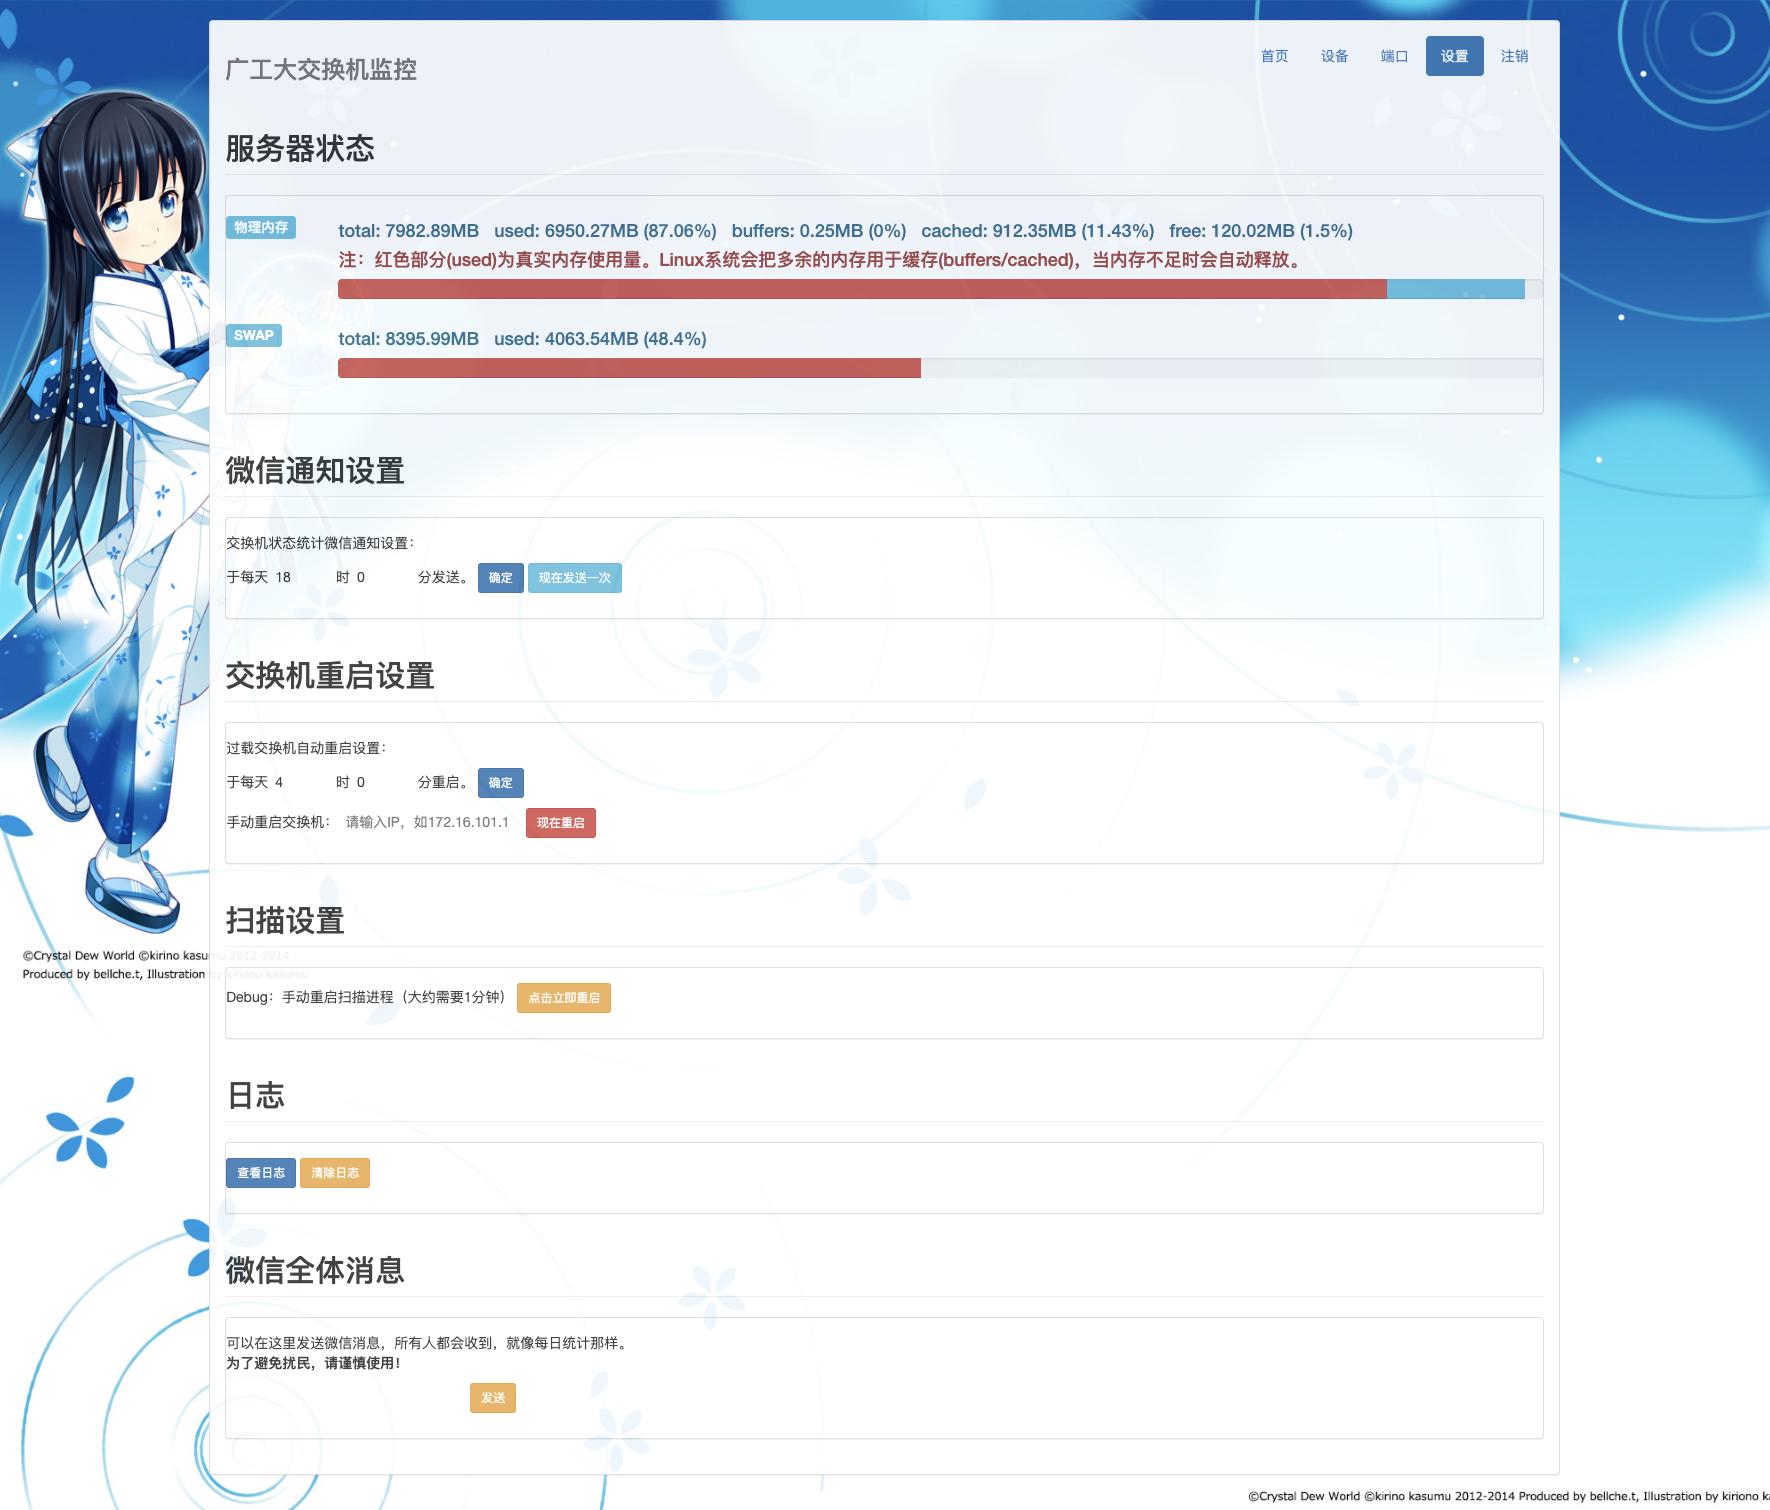 广工大交换机监控
首页 设备 端口 设置 注销
服务器状态
物理内存
total: 7982.89MB used: 6950.27MB (87.06%) buffers: 0.25MB (0%) cached: 912.35MB (11.43%) free: 120.02MB (1.5%)
注：红色部分(used)为真实内存使用量。Linux系统会把多余的内存用于缓存(buffers/cached)，当内存不足时会自动释放。
SWAP
total: 8395.99MB used: 4063.54MB (48.4%)
微信通知设置
交换机状态统计微信通知设置：
于每天 18 时 0 分发送。 确定 现在发送一次
交换机重启设置
过载交换机自动重启设置：
于每天 4 时 0 分重启。 确定
手动重启交换机： 请输入IP，如172.16.101.1 现在重启
扫描设置
©Crystal Dew World ©kirino kasumu 2012-2014
Produced by bellche.t, Illustration by kiriono kasumu
Debug：手动重启扫描进程（大约需要1分钟） 点击立即重启
日志
查看日志 清除日志
微信全体消息
可以在这里发送微信消息，所有人都会收到，就像每日统计那样。
为了避免扰民，请谨慎使用！
发送
©Crystal Dew World ©kirino kasumu 2012-2014 Produced by bellche.t, Illustration by kiriono k